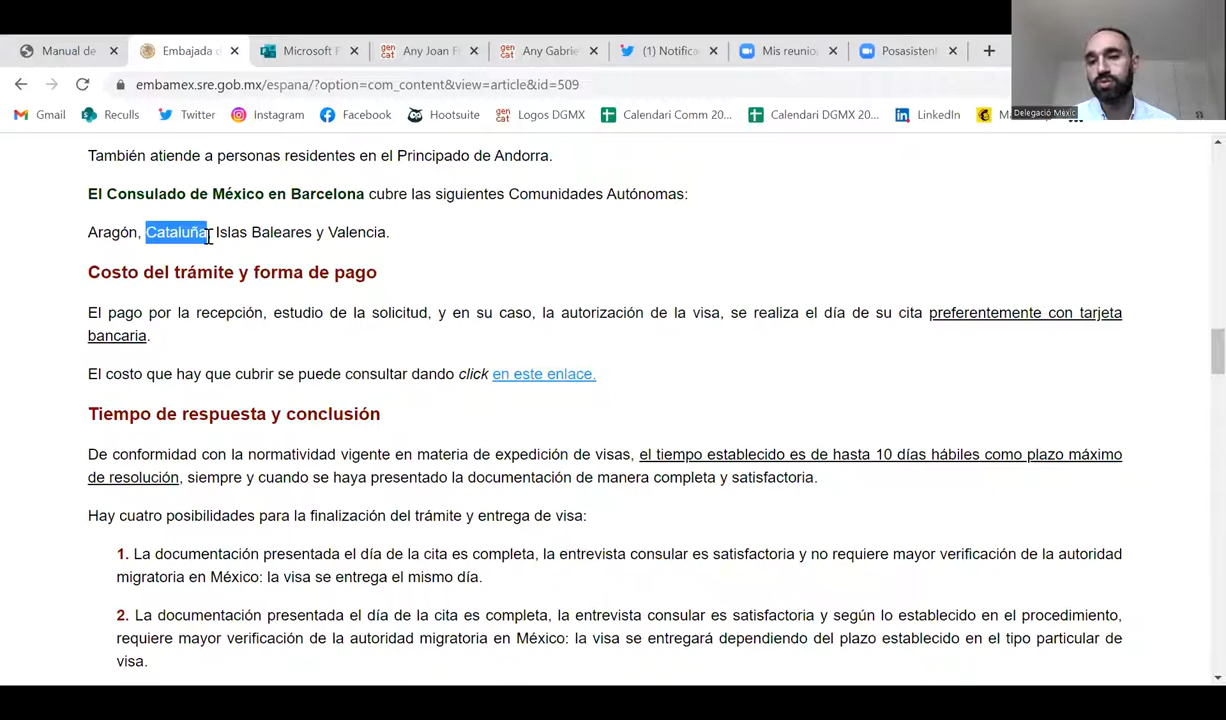 Manual de
Embajada d
Microsoft F
gen cat
Any Joan F
gen cat
Any Gabrie
(1) Notifica
Mis reunio
Posasistent
embamex.sre.gob.mx/espana/?option=com_content&view=article&id=509
Gmail
Reculls
Twitter
Instagram
Facebook
Hootsuite
gen cat
Logos DGMX
Calendari Comm 20...
Calendari DGMX 20...
LinkedIn
Delegació Mèxic
También atiende a personas residentes en el Principado de Andorra.
El Consulado de México en Barcelona cubre las siguientes Comunidades Autónomas:
Aragón, Cataluña, Islas Baleares y Valencia.
Costo del trámite y forma de pago
El pago por la recepción, estudio de la solicitud, y en su caso, la autorización de la visa, se realiza el día de su cita preferentemente con tarjeta
bancaria.
El costo que hay que cubrir se puede consultar dando click en este enlace.
Tiempo de respuesta y conclusión
De conformidad con la normatividad vigente en materia de expedición de visas, el tiempo establecido es de hasta 10 días hábiles como plazo máximo
de resolución, siempre y cuando se haya presentado la documentación de manera completa y satisfactoria.
Hay cuatro posibilidades para la finalización del trámite y entrega de visa:
1. La documentación presentada el día de la cita es completa, la entrevista consular es satisfactoria y no requiere mayor verificación de la autoridad
migratoria en México: la visa se entrega el mismo día.
2. La documentación presentada el día de la cita es completa, la entrevista consular es satisfactoria y según lo establecido en el procedimiento,
requiere mayor verificación de la autoridad migratoria en México: la visa se entregará dependiendo del plazo establecido en el tipo particular de
visa.